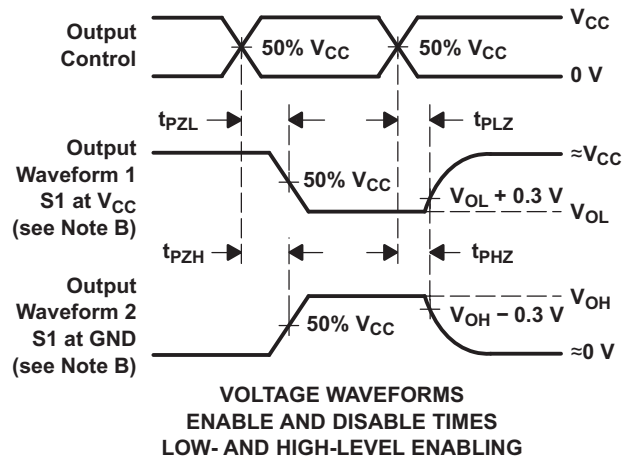 Output
Control
50% VCC
50% VCC
VCC
0 V
tPZL
tPLZ
Output
Waveform 1
S1 at VCC
(see Note B)
50% VCC
≈VCC
VOL + 0.3 V
VOL
tPZH
tPHZ
Output
Waveform 2
S1 at GND
(see Note B)
50% VCC
VOH
VOH − 0.3 V
≈0 V
VOLTAGE WAVEFORMS
ENABLE AND DISABLE TIMES
LOW- AND HIGH-LEVEL ENABLING